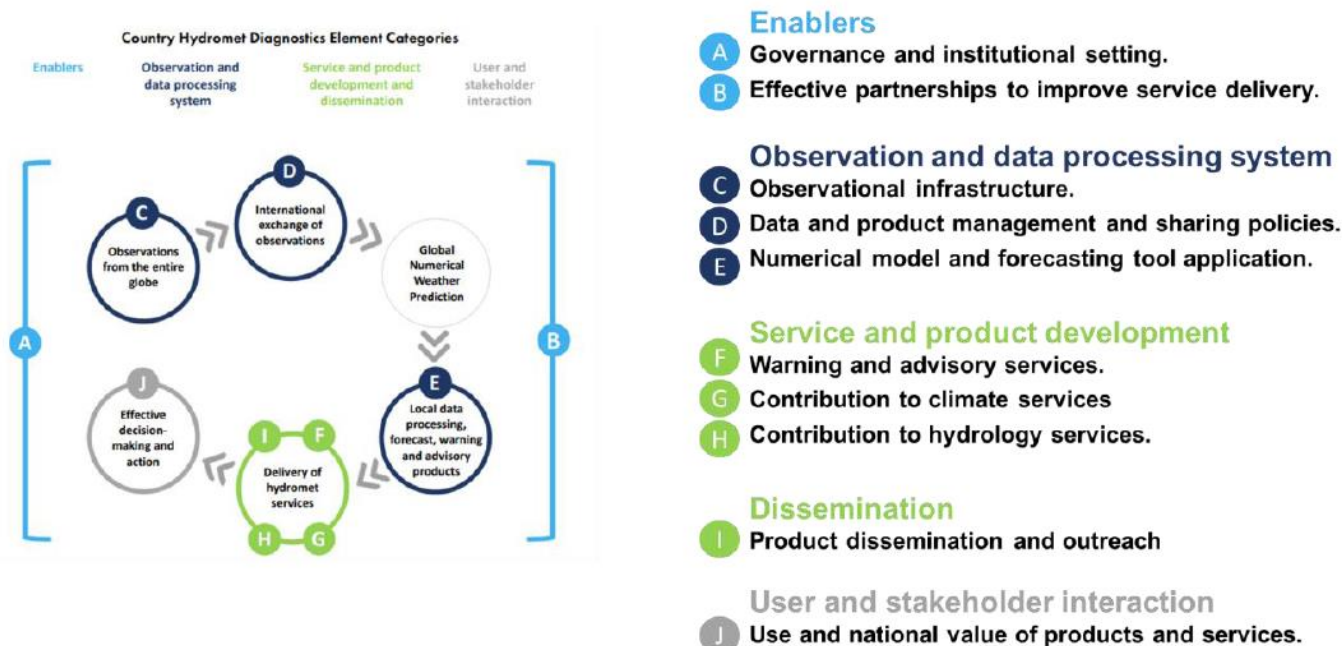 Country Hydromet Diagnostics Element Categories
Enablers
Observation and
data processing
system
Service and product
development and
dissemination
User and
stakeholder
interaction
A
B
C
Observations
from the entire
globe
D
International
exchange of
observations
Global
Numerical
Weather
Prediction
E
Local data
processing,
forecast, warning
and advisory
products
I
F
Delivery of
hydromet
services
H
G
J
Effective
decision-
making and
action
Enablers
A Governance and institutional setting.
B Effective partnerships to improve service delivery.
Observation and data processing system
C Observational infrastructure.
D Data and product management and sharing policies.
E Numerical model and forecasting tool application.
Service and product development
F Warning and advisory services.
G Contribution to climate services
H Contribution to hydrology services.
Dissemination
I Product dissemination and outreach
User and stakeholder interaction
J Use and national value of products and services.